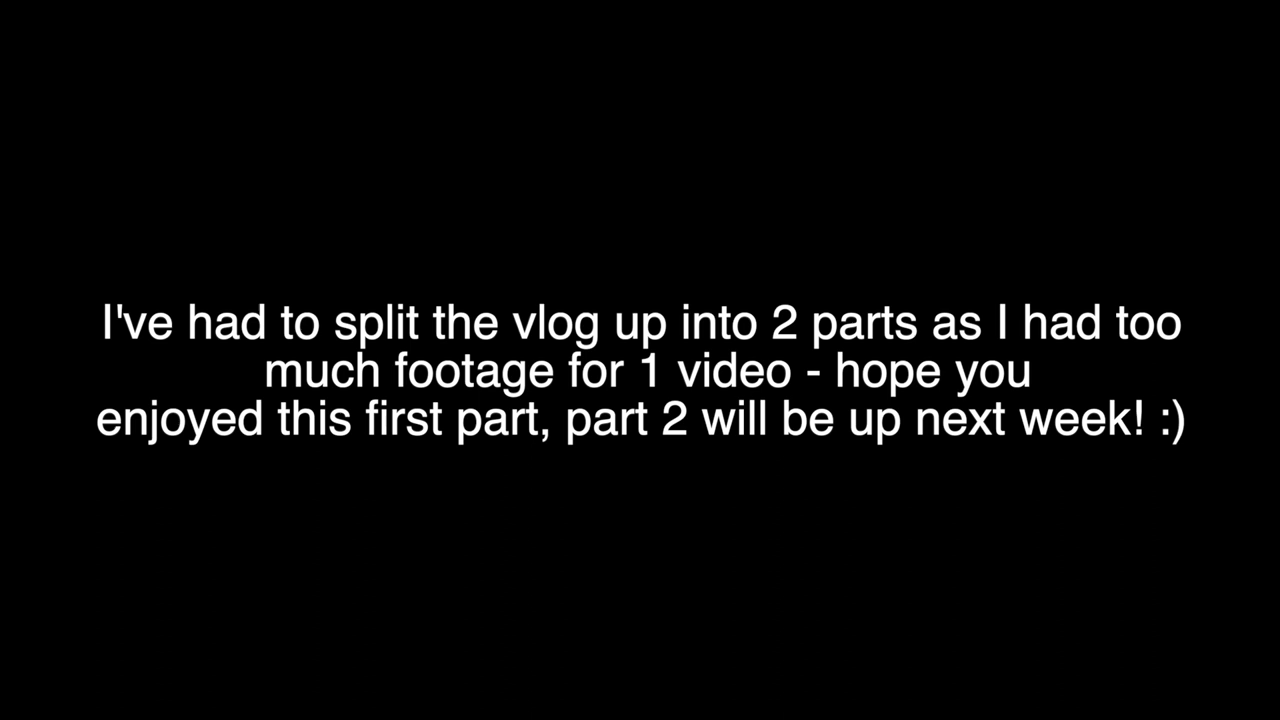 I've had to split the vlog up into 2 parts as I had too
much footage for 1 video - hope you
enjoyed this first part, part 2 will be up next week! :)